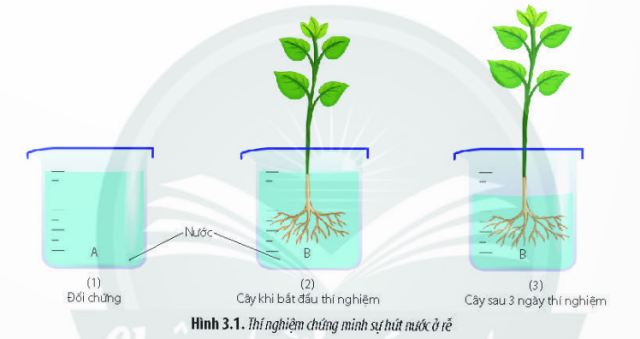 A
Nước
B
B
(1)
Đối chứng
(2)
Cây khi bắt đầu thí nghiệm
(3)
Cây sau 3 ngày thí nghiệm
Hình 3.1. Thí nghiệm chứng minh sự hút nước ở rễ